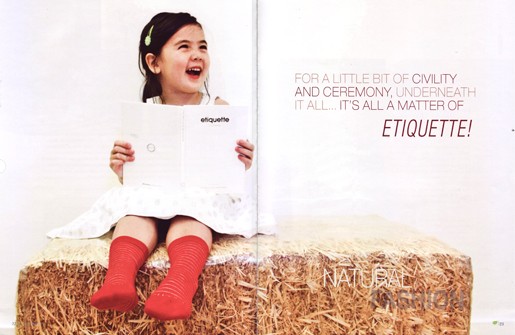 etiquette
FOR A LITTLE BIT OF CIVILITY
AND CEREMONY, UNDERNEATH
IT ALL... IT'S ALL A MATTER OF
ETIQUETTE!
NATURAL
FASHION